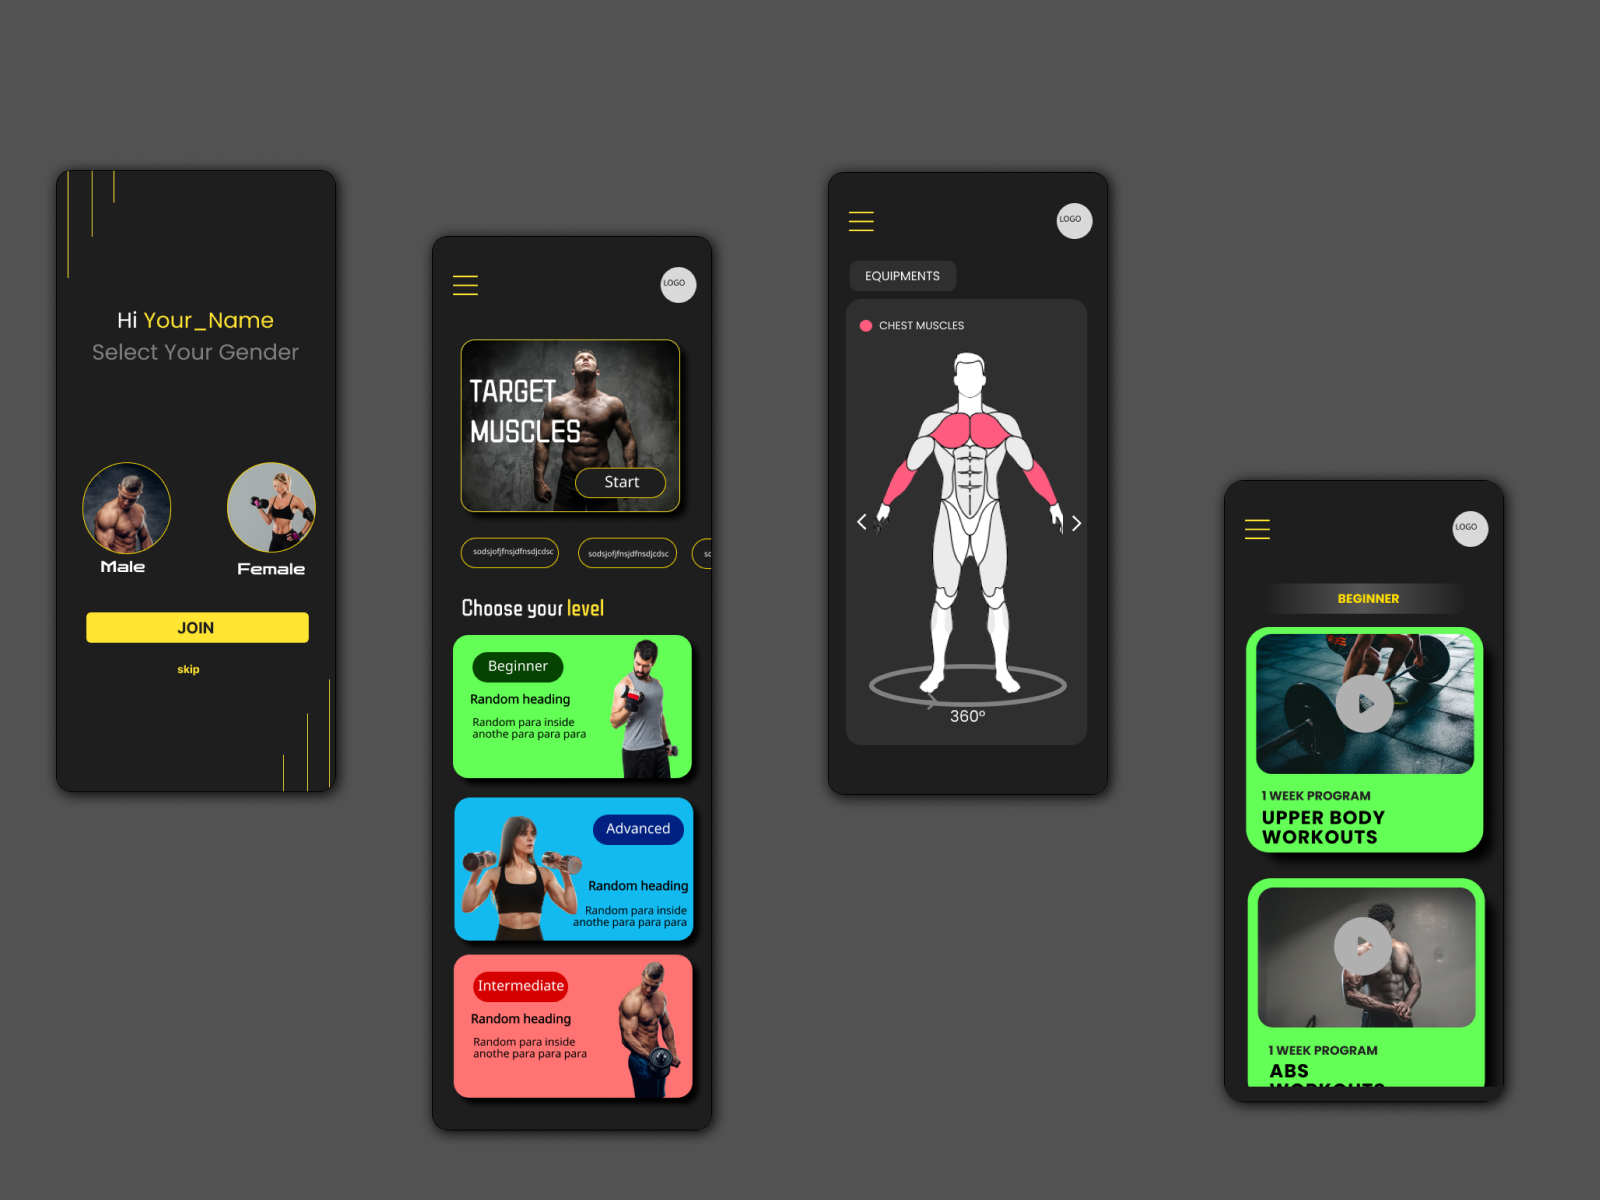 Hi Your_Name
Select Your Gender
Male
Female
JOIN
skip
LOGO
TARGET
MUSCLES
Start
sodsjofjfnsjdfnsdjcdsc
sodsjofjfnsjdfnsdjcdsc
sc
Choose your level
Beginner
Random heading
Random para inside
anothe para para para
Advanced
Random heading
Random para inside
anothe para para para
Intermediate
Random heading
Random para inside
anothe para para para
LOGO
EQUIPMENTS
CHEST MUSCLES
360°
LOGO
BEGINNER
1 WEEK PROGRAM
UPPER BODY
WORKOUTS
1 WEEK PROGRAM
ABS
WORKOUTS